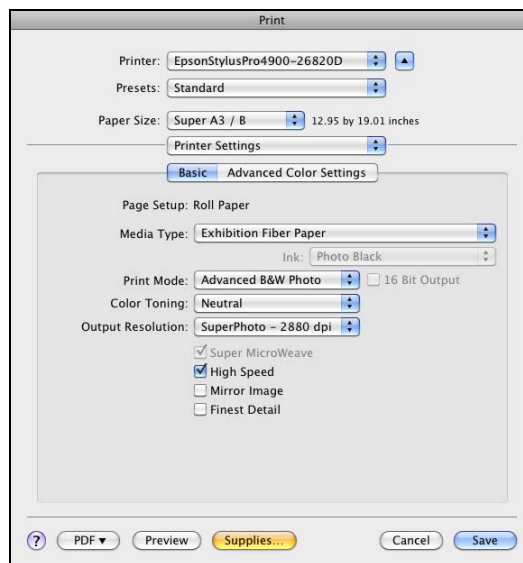 Print
Printer: EpsonStylusPro4900-26820D
Presets: Standard
Paper Size: Super A3 / B 12.95 by 19.01 inches
Printer Settings
Basic Advanced Color Settings
Page Setup: Roll Paper
Media Type: Exhibition Fiber Paper
Ink: Photo Black
Print Mode: Advanced B&W Photo 16 Bit Output
Color Toning: Neutral
Output Resolution: SuperPhoto - 2880 dpi
Super MicroWeave
High Speed
Mirror Image
Finest Detail
? PDF ▾ Preview Supplies... Cancel Save